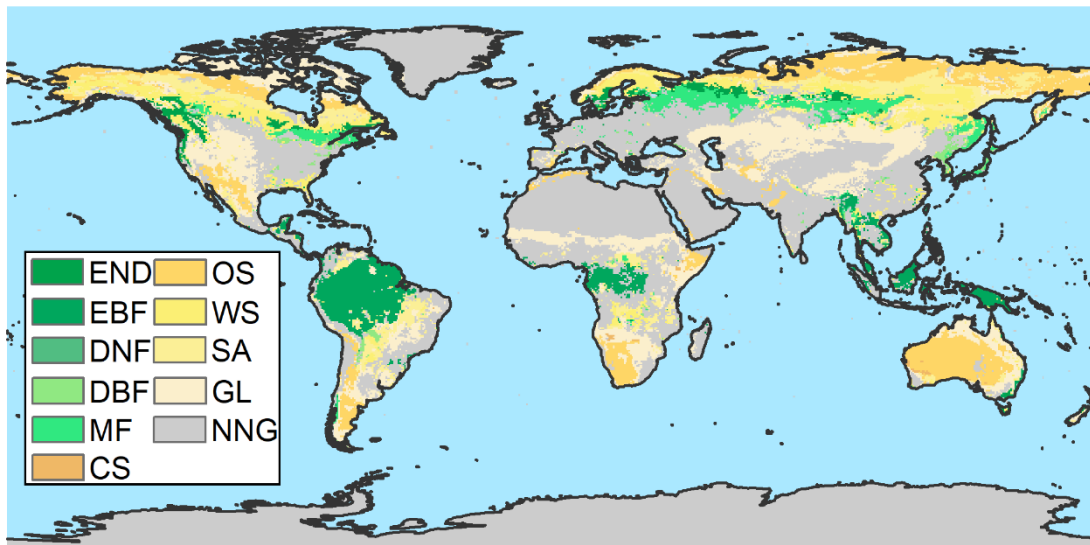 END OS
EBF WS
DNF SA
DBF GL
MF NNG
CS